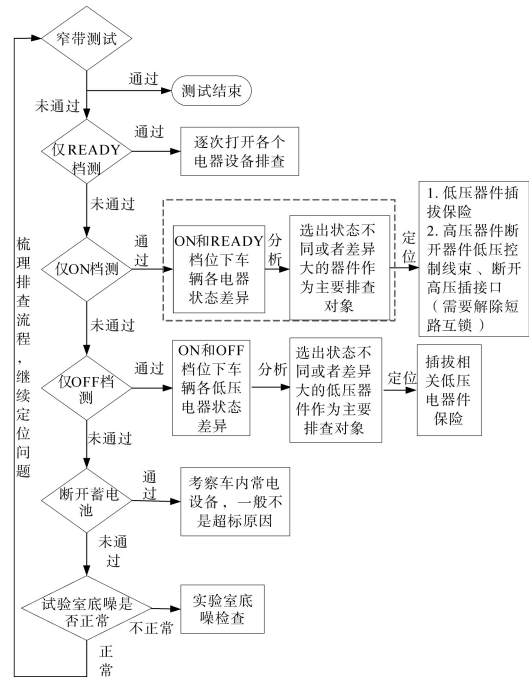 窄带测试
通过
测试结束
未通过
仅READY
档测
通过
逐次打开各个
电器设备排查
未通过
仅ON档测
通
过
ON和READY
档位下车
辆各电器
状态差异
分
析
选出状态不
同或者差异
大的器件作
为主要排查
对象
定
位
1. 低压器件插
拔保险
2. 高压器件断
开器件低压控
制线束、断开
高压插接口
（需要解除短
路互锁）
未通过
仅OFF档
测
通过
ON和OFF
档位下车
辆各低压
电器状态
差异
分析
选出状态不
同或者差异
大的低压器
件作为主要
排查对象
定位
插拔相
关低压
电器件
保险
未通过
断开蓄电
池
通
过
考察车内常电
设备，一般不
是超标原因
未通
过
试验室底噪是
否正常
不正常
实验室底
噪检查
正
常
梳
理
排
查
流
程
，
继
续
定
位
问
题